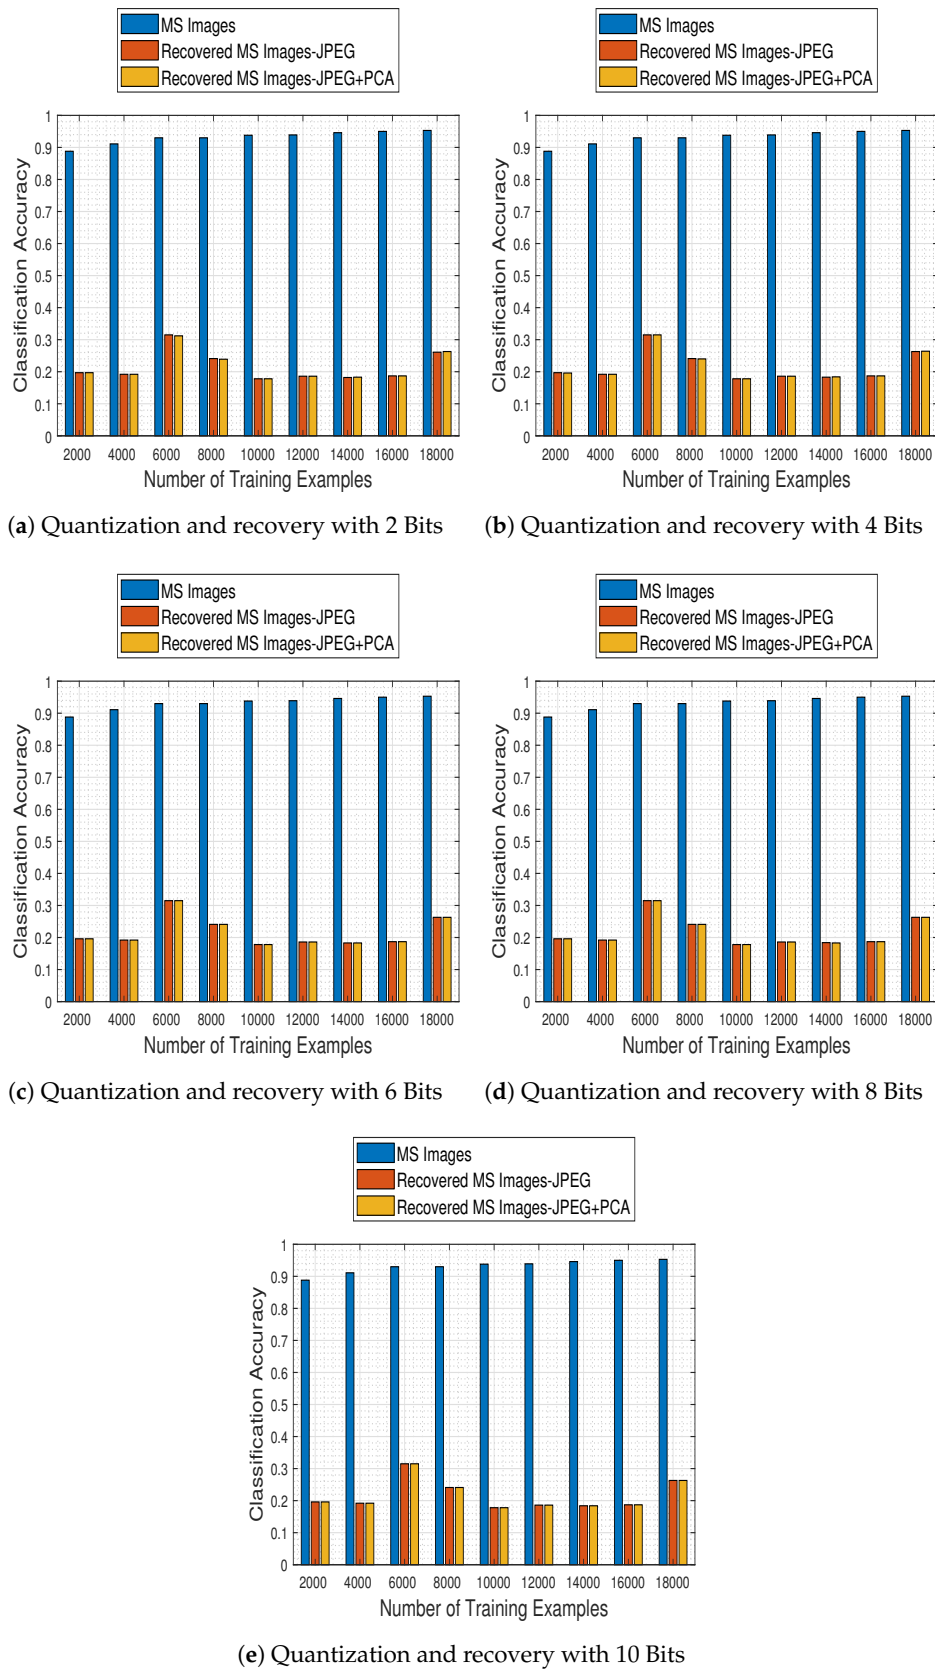 MS Images
Recovered MS Images-JPEG
Recovered MS Images-JPEG+PCA
1
0.9
0.8
0.7
0.6
0.5
0.4
0.3
0.2
0.1
0
Classification Accuracy
2000 4000 6000 8000 10000 12000 14000 16000 18000
Number of Training Examples
(a) Quantization and recovery with 2 Bits
MS Images
Recovered MS Images-JPEG
Recovered MS Images-JPEG+PCA
1
0.9
0.8
0.7
0.6
0.5
0.4
0.3
0.2
0.1
0
Classification Accuracy
2000 4000 6000 8000 10000 12000 14000 16000 18000
Number of Training Examples
(b) Quantization and recovery with 4 Bits
MS Images
Recovered MS Images-JPEG
Recovered MS Images-JPEG+PCA
1
0.9
0.8
0.7
0.6
0.5
0.4
0.3
0.2
0.1
0
Classification Accuracy
2000 4000 6000 8000 10000 12000 14000 16000 18000
Number of Training Examples
(c) Quantization and recovery with 6 Bits
MS Images
Recovered MS Images-JPEG
Recovered MS Images-JPEG+PCA
1
0.9
0.8
0.7
0.6
0.5
0.4
0.3
0.2
0.1
0
Classification Accuracy
2000 4000 6000 8000 10000 12000 14000 16000 18000
Number of Training Examples
(d) Quantization and recovery with 8 Bits
MS Images
Recovered MS Images-JPEG
Recovered MS Images-JPEG+PCA
1
0.9
0.8
0.7
0.6
0.5
0.4
0.3
0.2
0.1
0
Classification Accuracy
2000 4000 6000 8000 10000 12000 14000 16000 18000
Number of Training Examples
(e) Quantization and recovery with 10 Bits